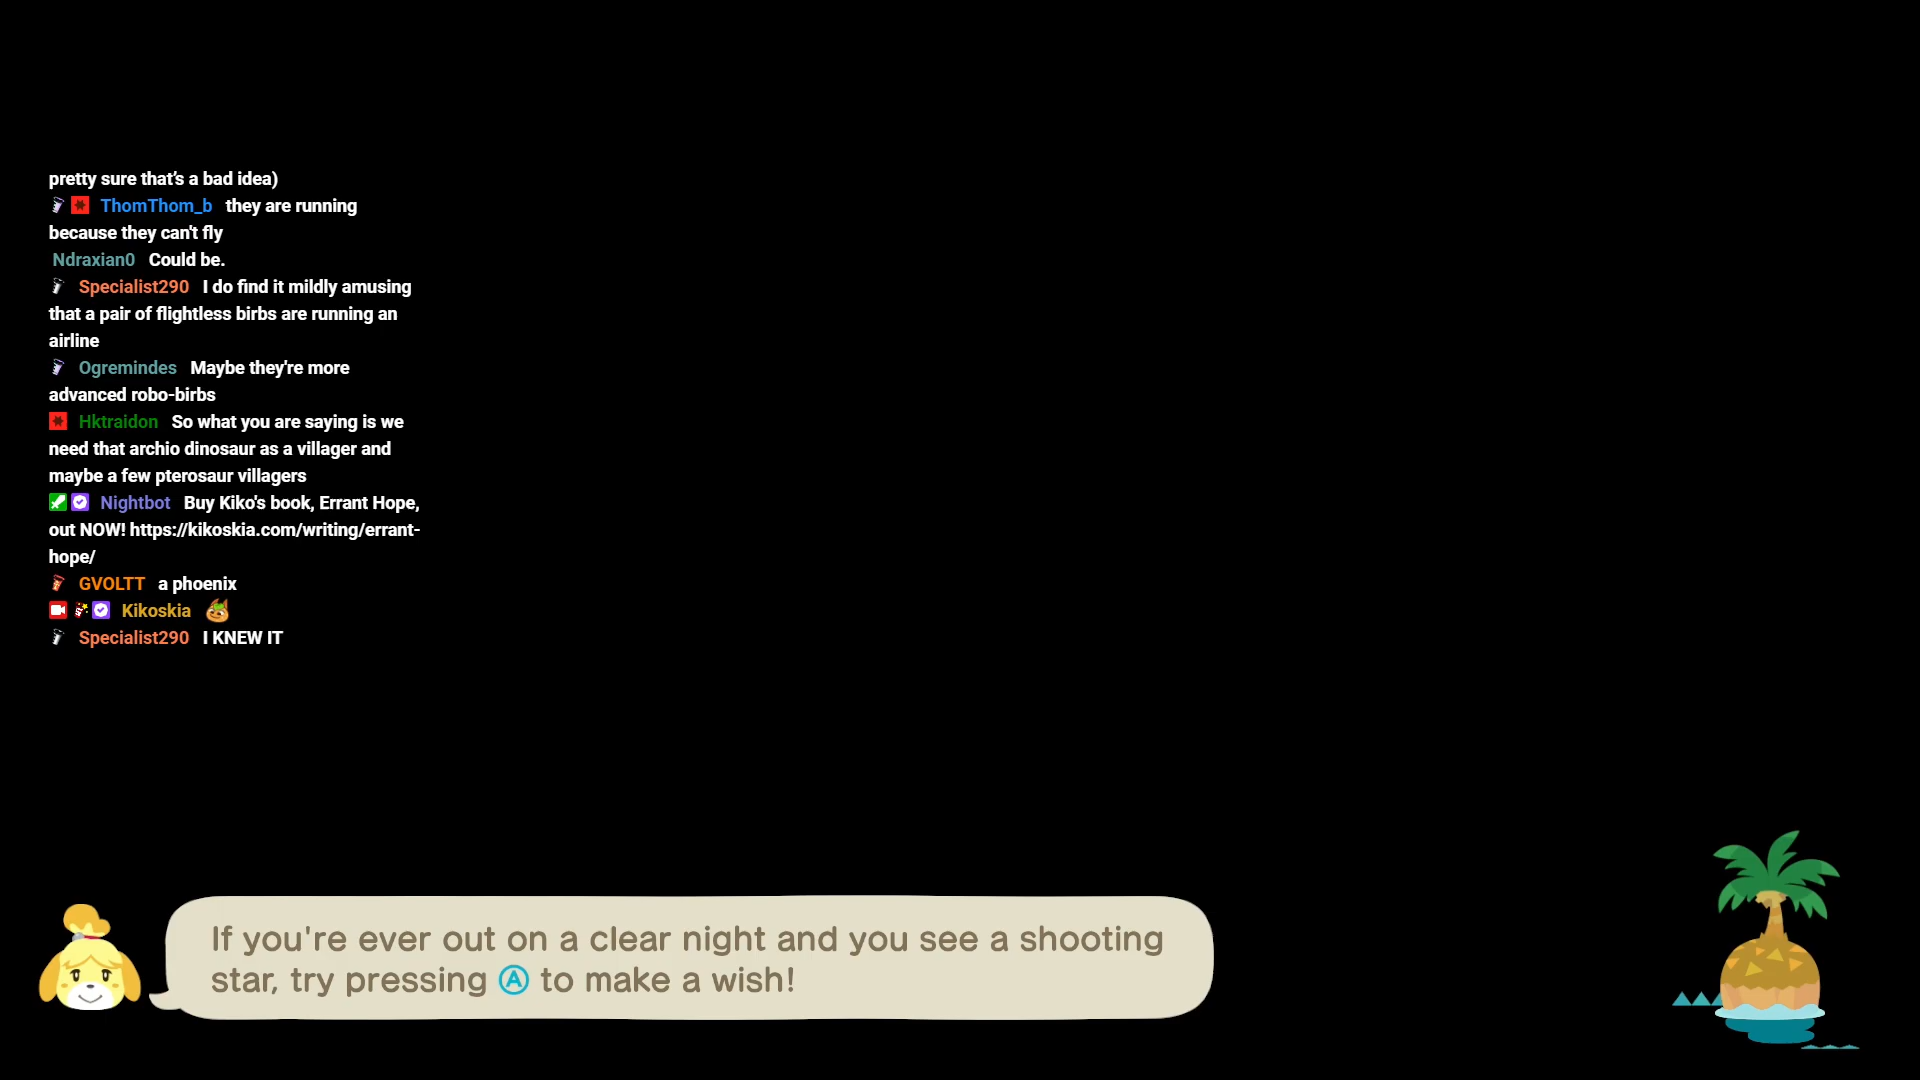 pretty sure that’s a bad idea)
ThomThom_b they are running
because they can't fly
Ndraxian0 Could be.
Specialist290 I do find it mildly amusing
that a pair of flightless birbs are running an
airline
Ogremindes Maybe they're more
advanced robo-birbs
Hktraidon So what you are saying is we
need that archio dinosaur as a villager and
maybe a few pterosaur villagers
Nightbot Buy Kiko's book, Errant Hope,
out NOW! https://kikoskia.com/writing/errant-
hope/
GVOLTT a phoenix
Kikoskia
Specialist290 I KNEW IT
If you're ever out on a clear night and you see a shooting
star, try pressing A to make a wish!